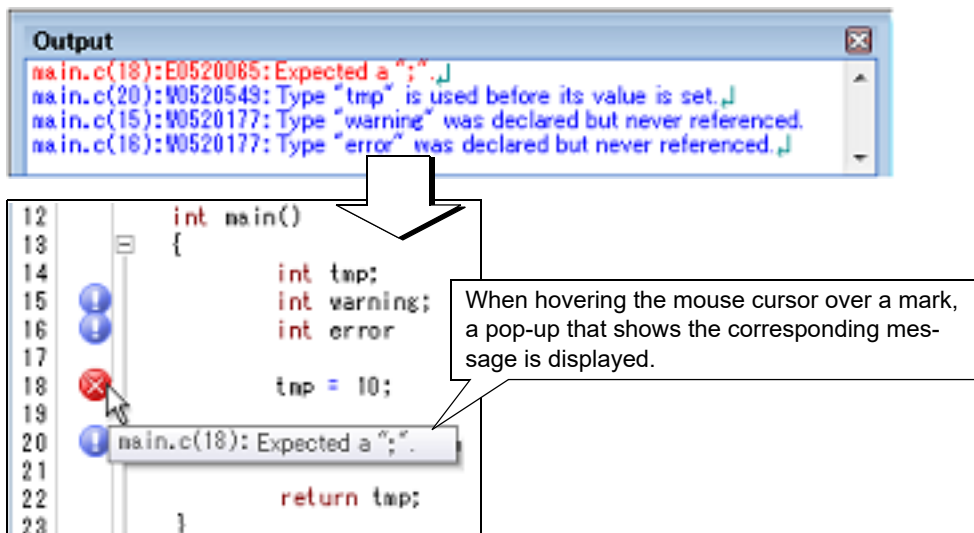 Output
main.c(18):E0520065:Expected a ";".
main.c(20):W0520549:Type "tmp" is used before its value is set.
main.c(15):W0520177:Type "warning" was declared but never referenced.
main.c(16):W0520177:Type "error" was declared but never referenced.
12 int main()
13 {
14 int tmp;
15 int warning;
16 int error
17
18 tmp = 10;
19
20
21
22 return tmp;
23 }
main.c(18): Expected a ";".
When hovering the mouse cursor over a mark,
a pop-up that shows the corresponding mes-
sage is displayed.